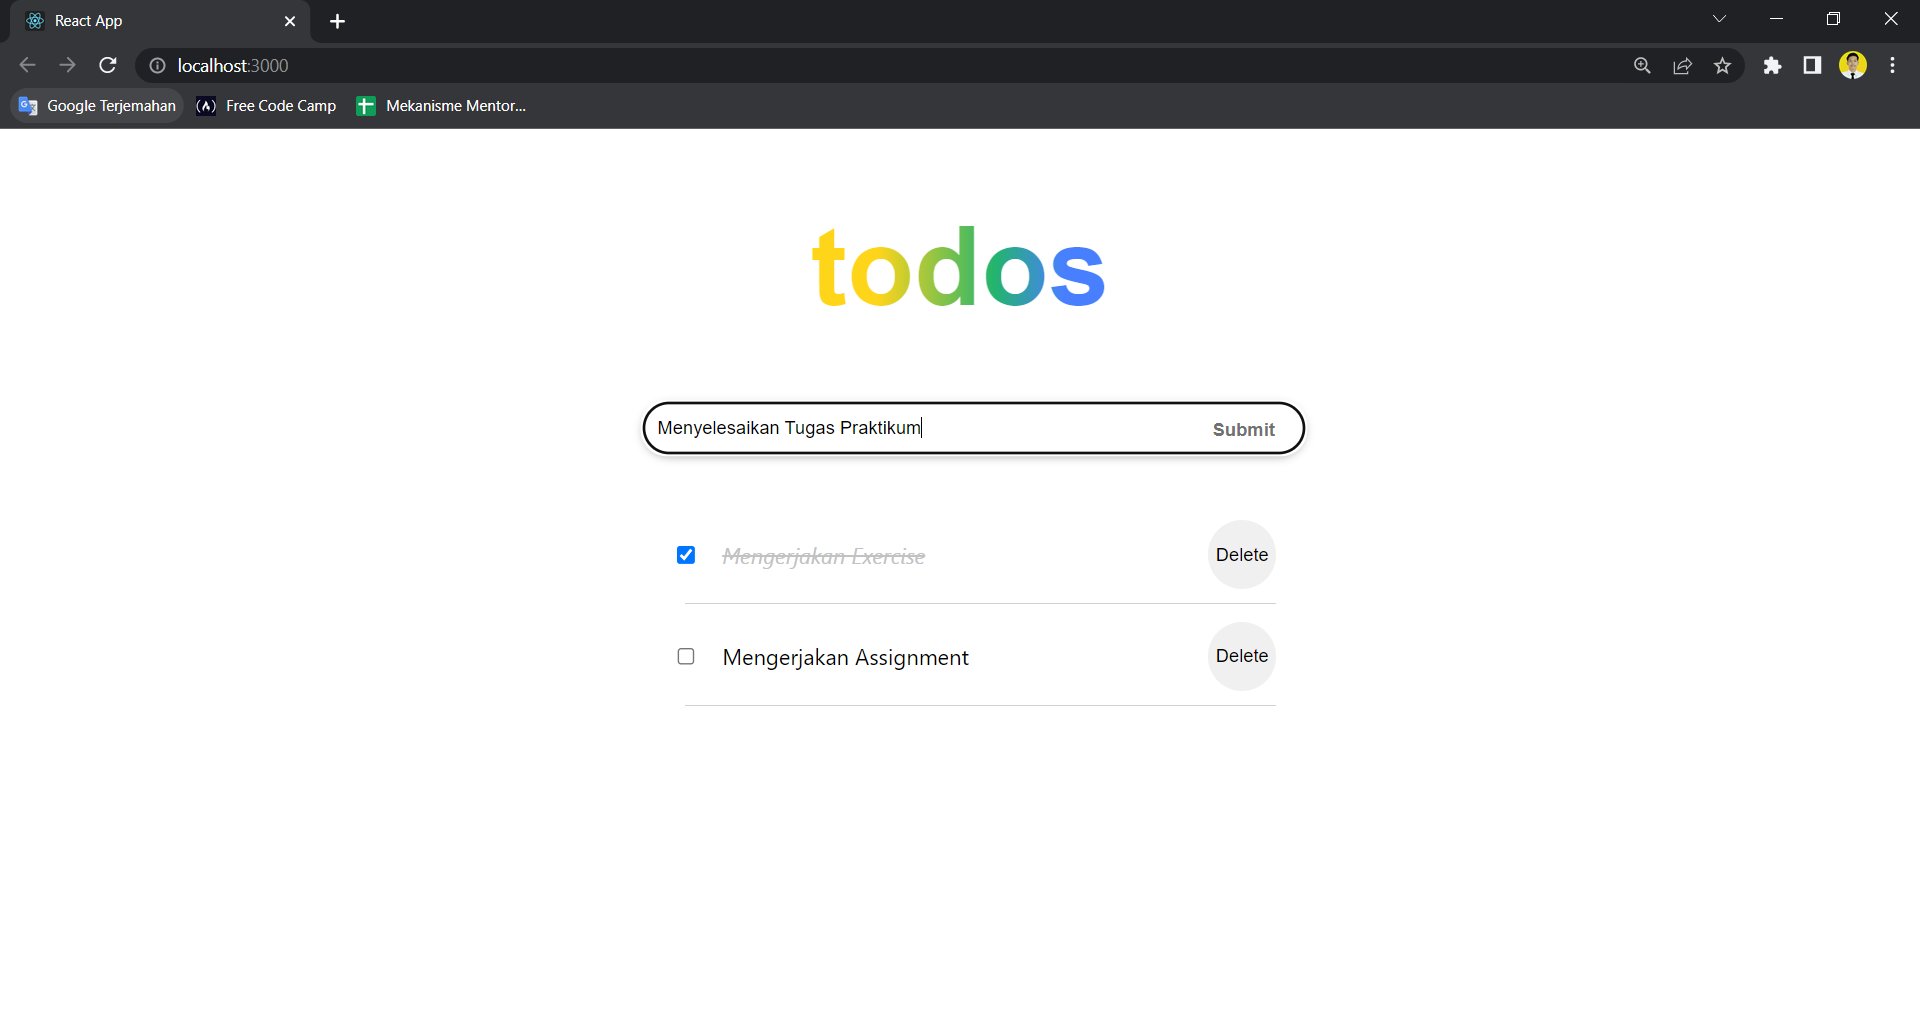 React App
localhost:3000
Google Terjemahan Free Code Camp Mekanisme Mentor...
todos
Menyelesaikan Tugas Praktikum Submit
Mengerjakan Exercise Delete
Mengerjakan Assignment Delete